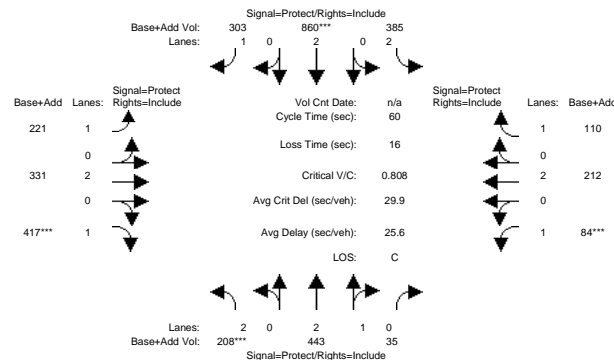 Signal=Protect/Rights=Include
Base+Add Vol: 303 860*** 385
Lanes: 1 0 2 0 2
Signal=Protect Signal=Protect
Base+Add Lanes: Rights=Include Vol Cnt Date: n/a Rights=Include Lanes: Base+Add
Cycle Time (sec): 60
221 1 1 110
Loss Time (sec): 16
0 0
331 2 Critical V/C: 0.808 2 212
0 Avg Crit Del (sec/veh): 29.9 0
417*** 1 Avg Delay (sec/veh): 25.6 1 84***
LOS: C
Lanes: 2 0 2 1 0
Base+Add Vol: 208*** 443 35
Signal=Protect/Rights=Include